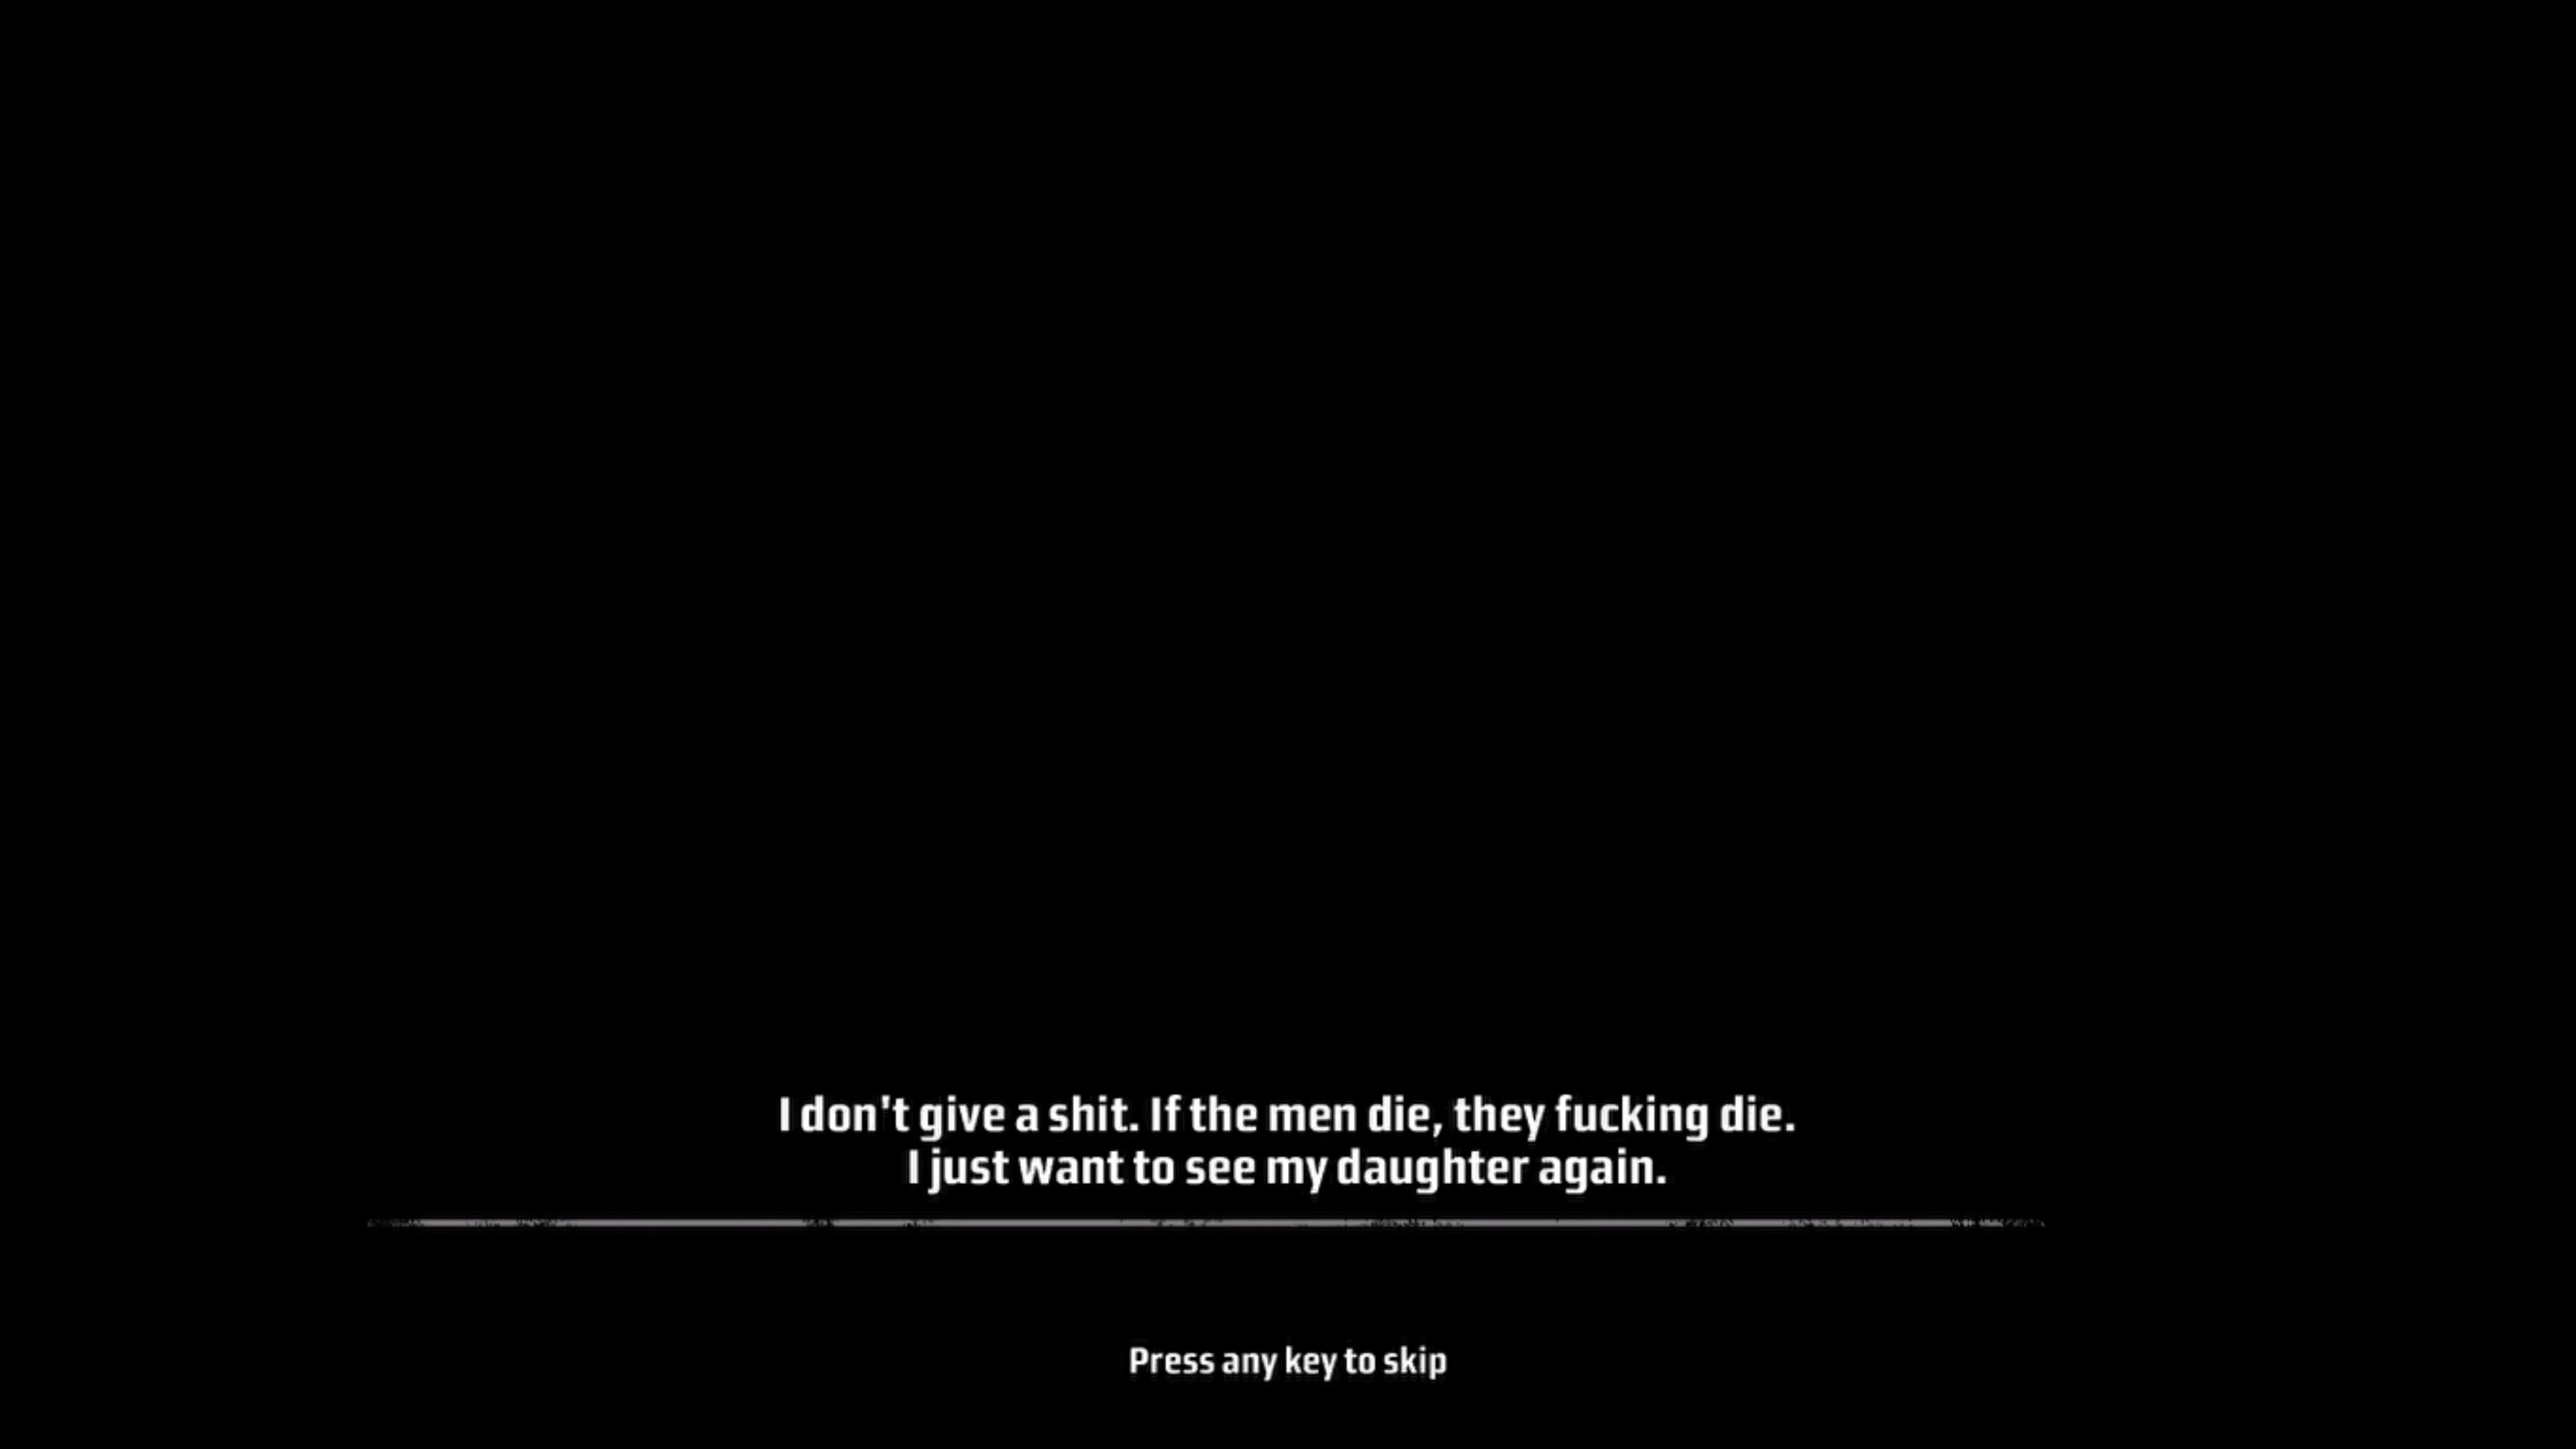 I don't give a shit. If the men die, they fucking die.
I just want to see my daughter again.
Press any key to skip